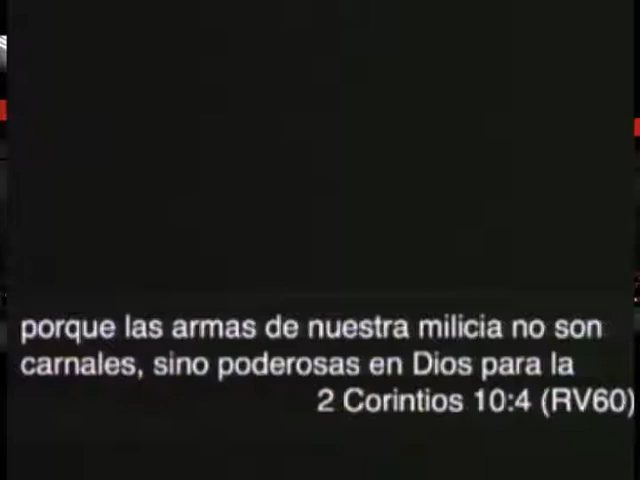 porque las armas de nuestra milicia no son
carnales, sino poderosas en Dios para la
2 Corintios 10:4 (RV60)